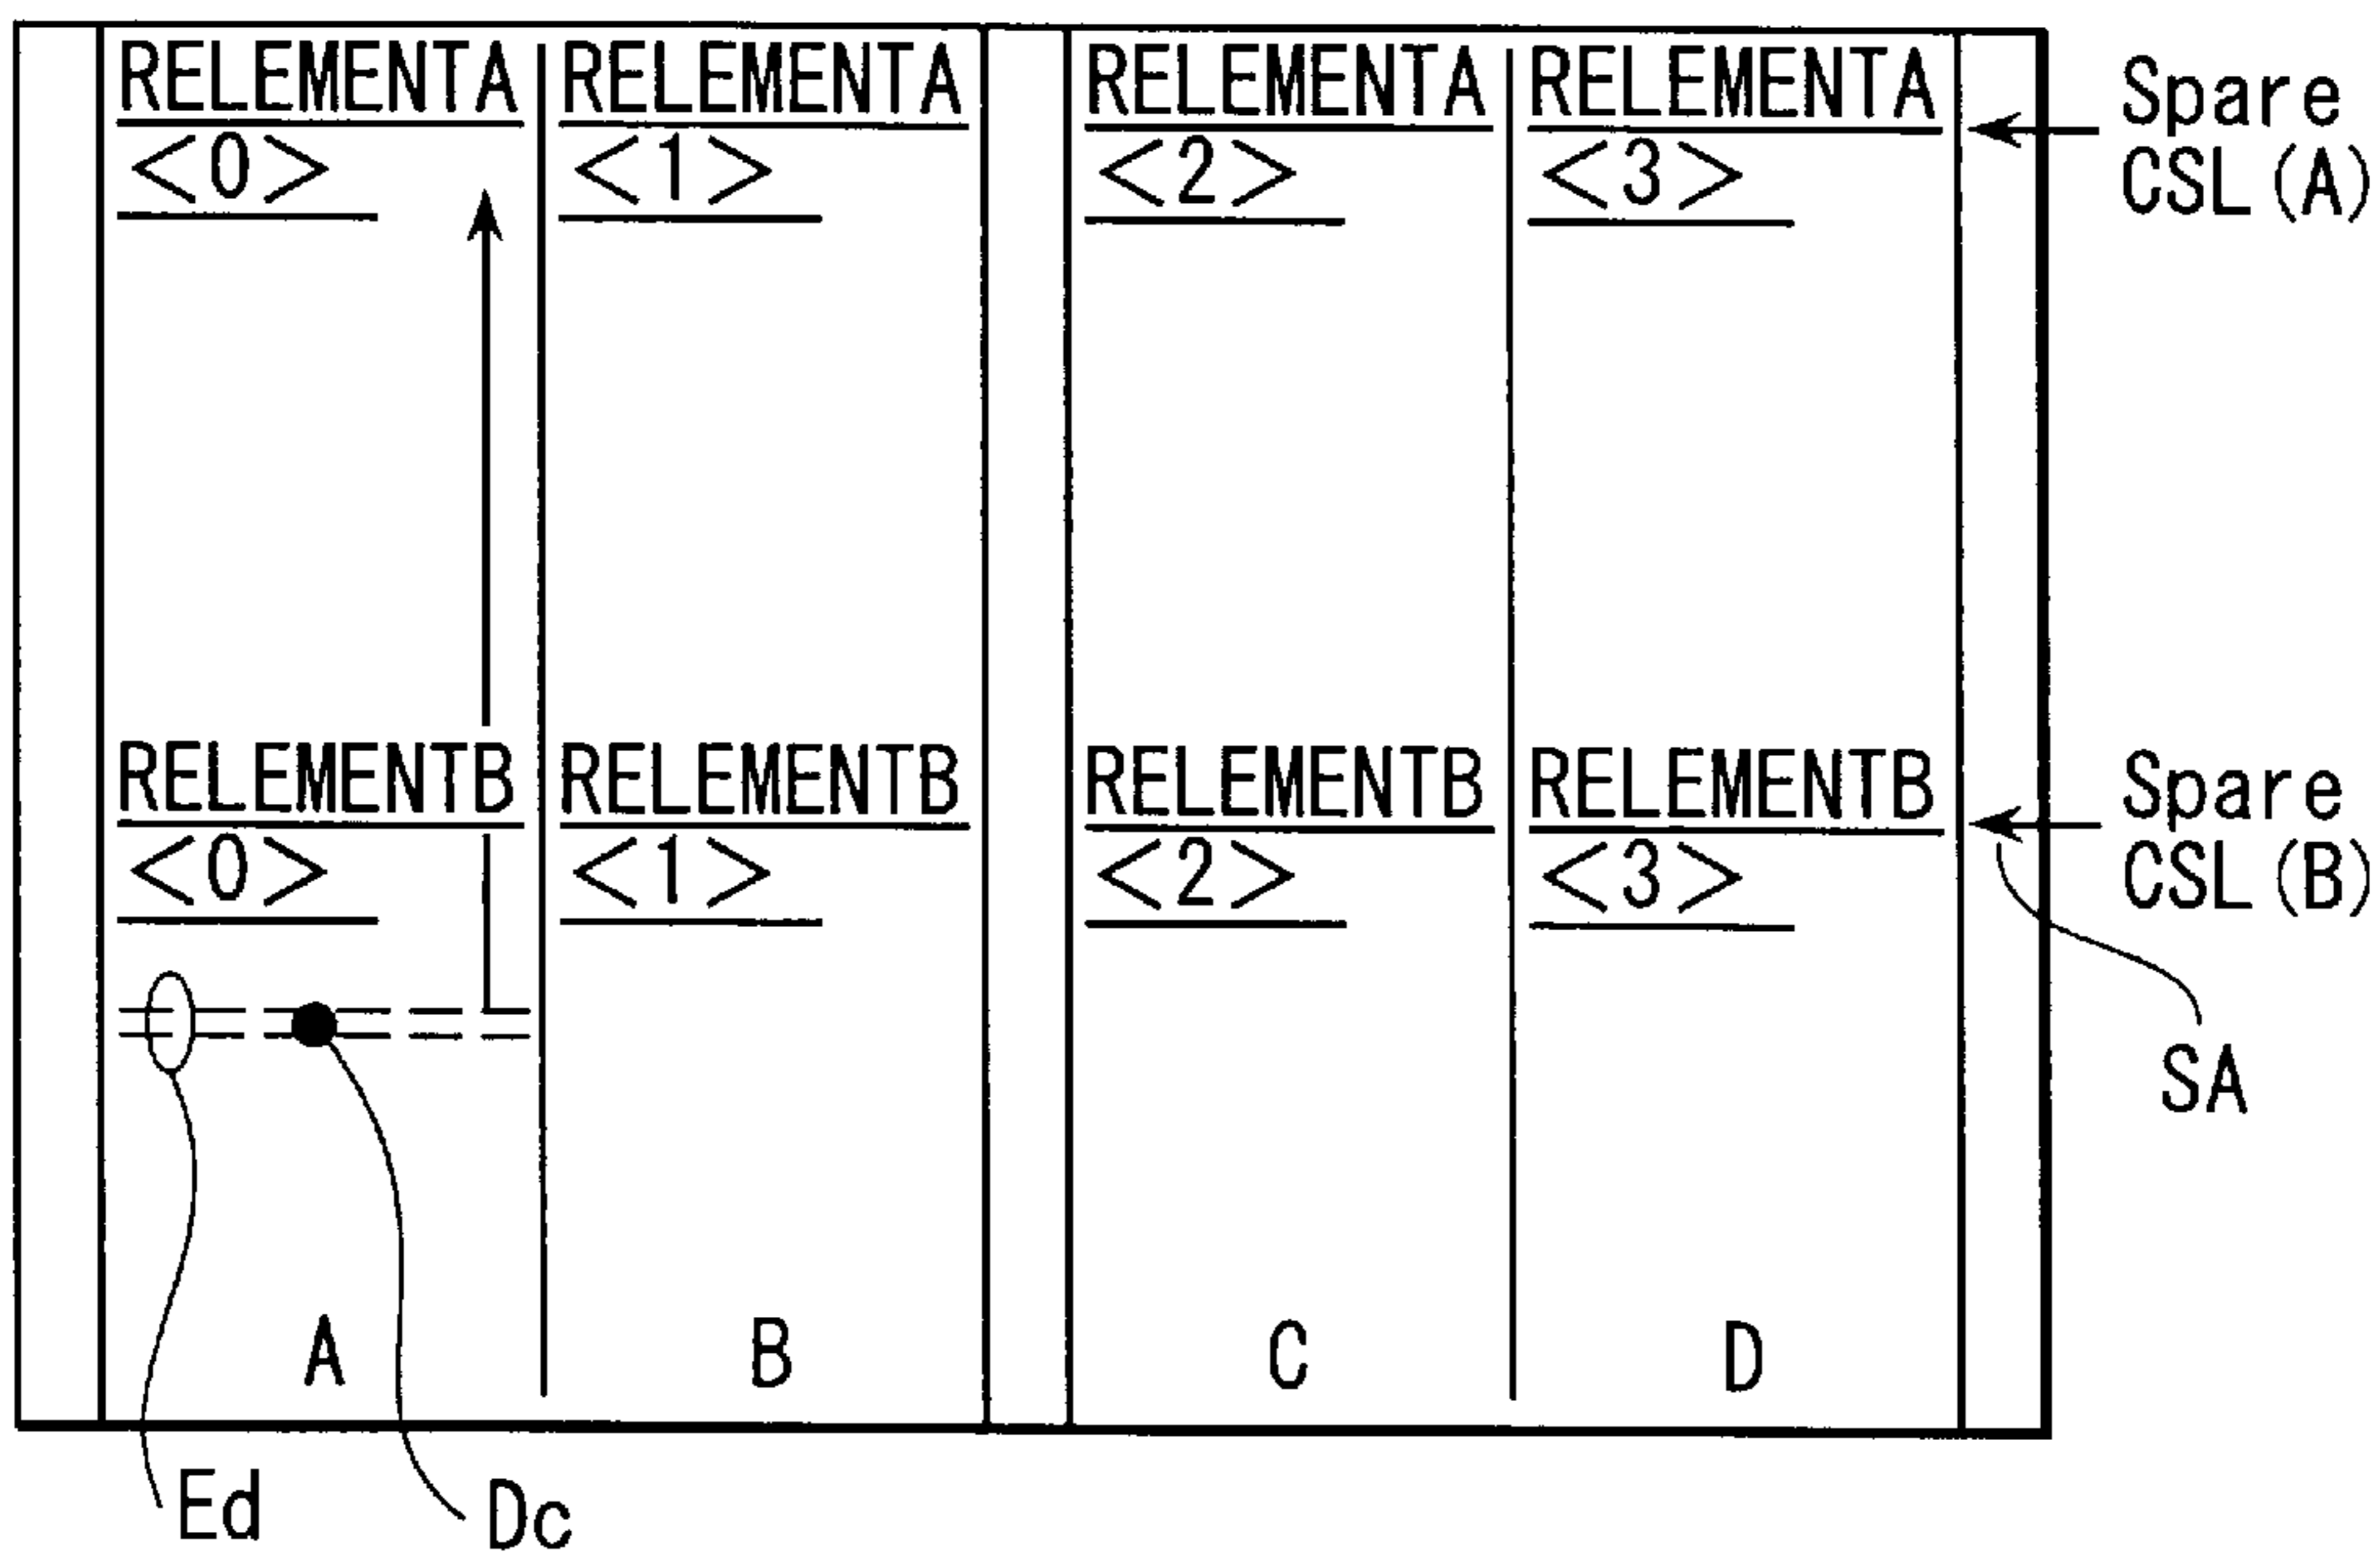 RELEMENTA RELEMENTA RELEMENTA RELEMENTA Spare
<0> <1> <2> <3> CSL(A)
RELEMENTB RELEMENTB RELEMENTB RELEMENTB Spare
<0> <1> <2> <3> CSL(B)
SA
A B C D
Ed Dc